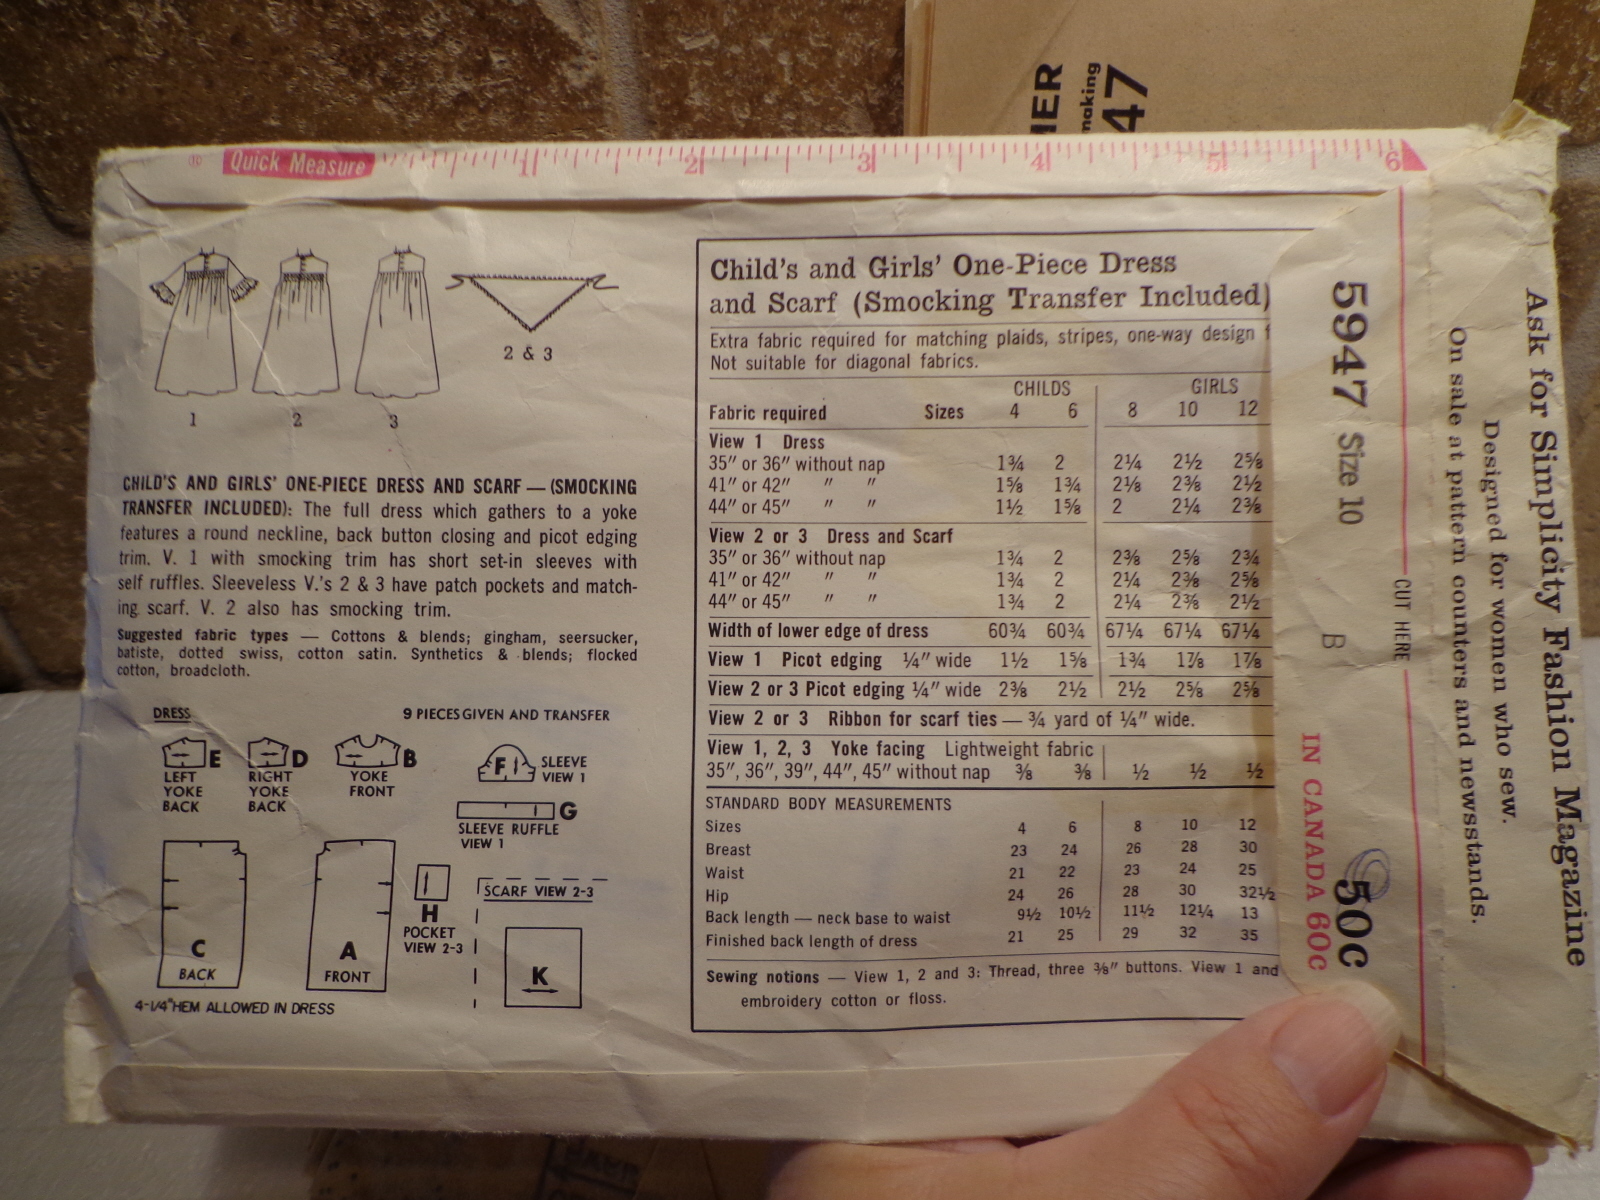 MER
making
47
Quick Measure 1 2 3 4 5 6
1
2
3
2 & 3
CHILD'S AND GIRLS' ONE-PIECE DRESS AND SCARF — (SMOCKING
TRANSFER INCLUDED): The full dress which gathers to a yoke
features a round neckline, back button closing and picot edging
trim. V. 1 with smocking trim has short set-in sleeves with
self ruffles. Sleeveless V.'s 2 & 3 have patch pockets and match-
ing scarf. V. 2 also has smocking trim.
Suggested fabric types — Cottons & blends; gingham, seersucker,
batiste, dotted swiss, cotton satin. Synthetics & blends; flocked
cotton, broadcloth.
DRESS
9 PIECES GIVEN AND TRANSFER
E
LEFT
YOKE
BACK
D
RIGHT
YOKE
BACK
B
YOKE
FRONT
F
SLEEVE
VIEW 1
G
SLEEVE RUFFLE
VIEW 1
C
BACK
A
FRONT
H
POCKET
VIEW 2-3
SCARF VIEW 2-3
K
4-1/4" HEM ALLOWED IN DRESS
Child's and Girls' One-Piece Dress
and Scarf (Smocking Transfer Included)
Extra fabric required for matching plaids, stripes, one-way design f
Not suitable for diagonal fabrics.
CHILDS GIRLS
Fabric required Sizes 4 6 8 10 12
View 1 Dress
35" or 36" without nap 1¾ 2 2¼ 2½ 2⅝
41" or 42" " " 1⅝ 1¾ 2⅛ 2⅜ 2½
44" or 45" " " 1½ 1⅝ 2 2¼ 2⅜
View 2 or 3 Dress and Scarf
35" or 36" without nap 1¾ 2 2⅜ 2⅝ 2¾
41" or 42" " " 1¾ 2 2¼ 2⅜ 2⅝
44" or 45" " " 1¾ 2 2¼ 2⅜ 2½
Width of lower edge of dress 60¾ 60¾ 67¼ 67¼ 67¼
View 1 Picot edging ¼" wide 1½ 1⅝ 1¾ 1⅞ 1⅞
View 2 or 3 Picot edging ¼" wide 2⅜ 2½ 2½ 2⅝ 2⅝
View 2 or 3 Ribbon for scarf ties — ¾ yard of ¼" wide.
View 1, 2, 3 Yoke facing Lightweight fabric
35", 36", 39", 44", 45" without nap ⅜ ⅜ ½ ½ ½
STANDARD BODY MEASUREMENTS
Sizes 4 6 8 10 12
Breast 23 24 26 28 30
Waist 21 22 23 24 25
Hip 24 26 28 30 32½
Back length — neck base to waist 9½ 10½ 11½ 12¼ 13
Finished back length of dress 21 25 29 32 35
Sewing notions — View 1, 2 and 3: Thread, three ⅜" buttons. View 1 and
embroidery cotton or floss.
5947 Size 10
B
50c
IN CANADA 60c
CUT HERE
Ask for Simplicity Fashion Magazine
Designed for women who sew.
On sale at pattern counters and newsstands.